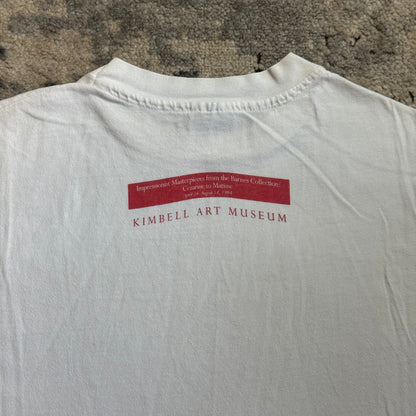 Impressionist Masterpieces from the Barnes Collection:
Cézanne to Matisse
April 24 - August 14, 1994
KIMBELL ART MUSEUM